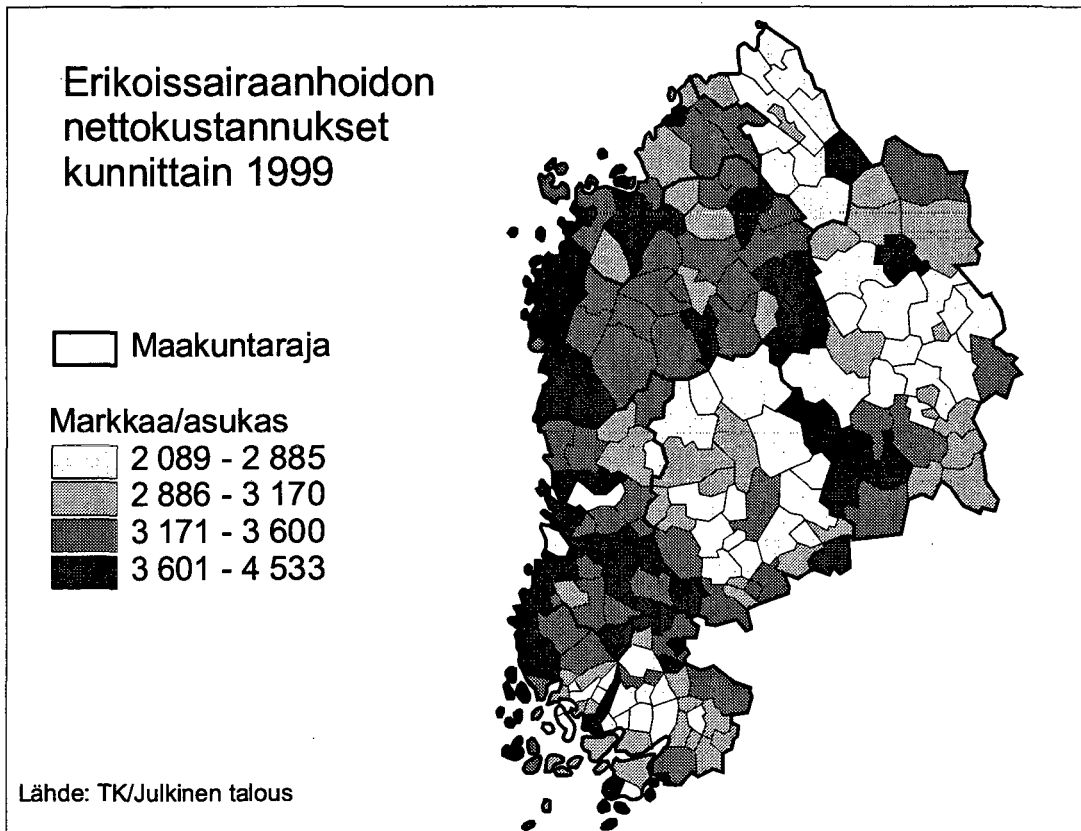 Erikoissairaanhoidon
nettokustannukset
kunnittain 1999
Maakuntaraja
Markkaa/asukas
2 089 - 2 885
2 886 - 3 170
3 171 - 3 600
3 601 - 4 533
Lähde: TK/Julkinen talous